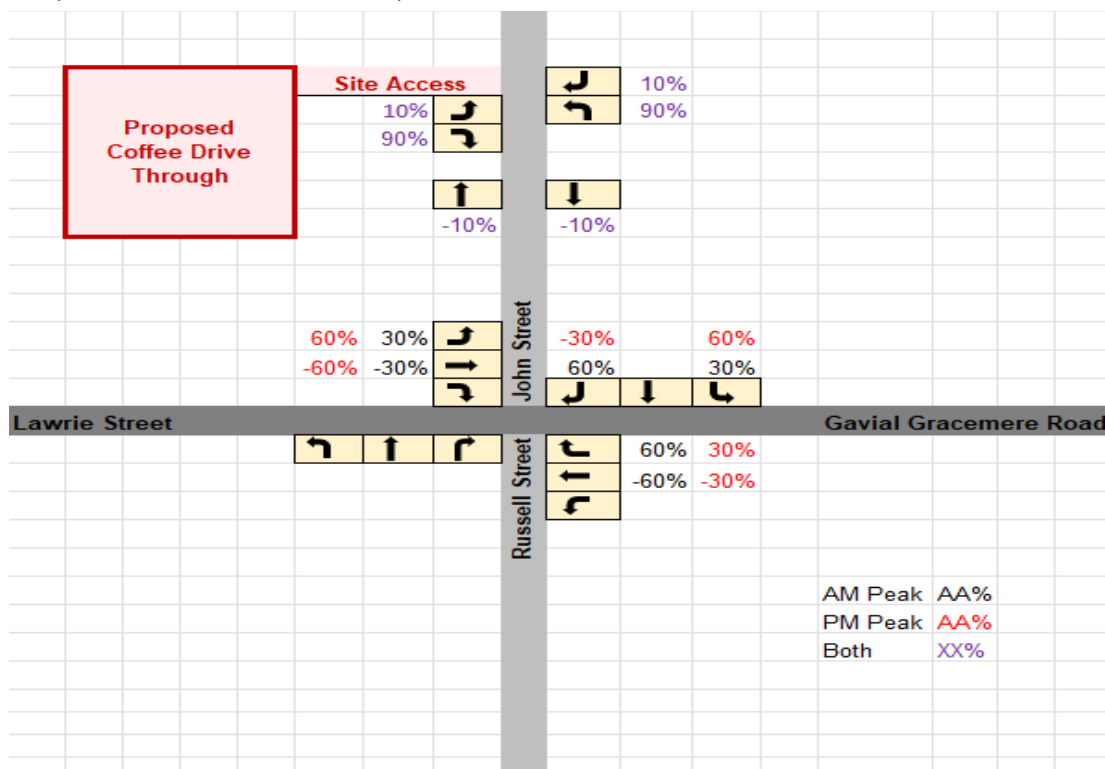 Site Access
10%
10%
90%
90%
Proposed
Coffee Drive
Through
-10%
-10%
John Street
60% 30%
-30% 60%
-60% -30%
60% 30%
Lawrie Street
Gavial Gracemere Road
Russell Street
60% 30%
-60% -30%
AM Peak AA%
PM Peak AA%
Both XX%